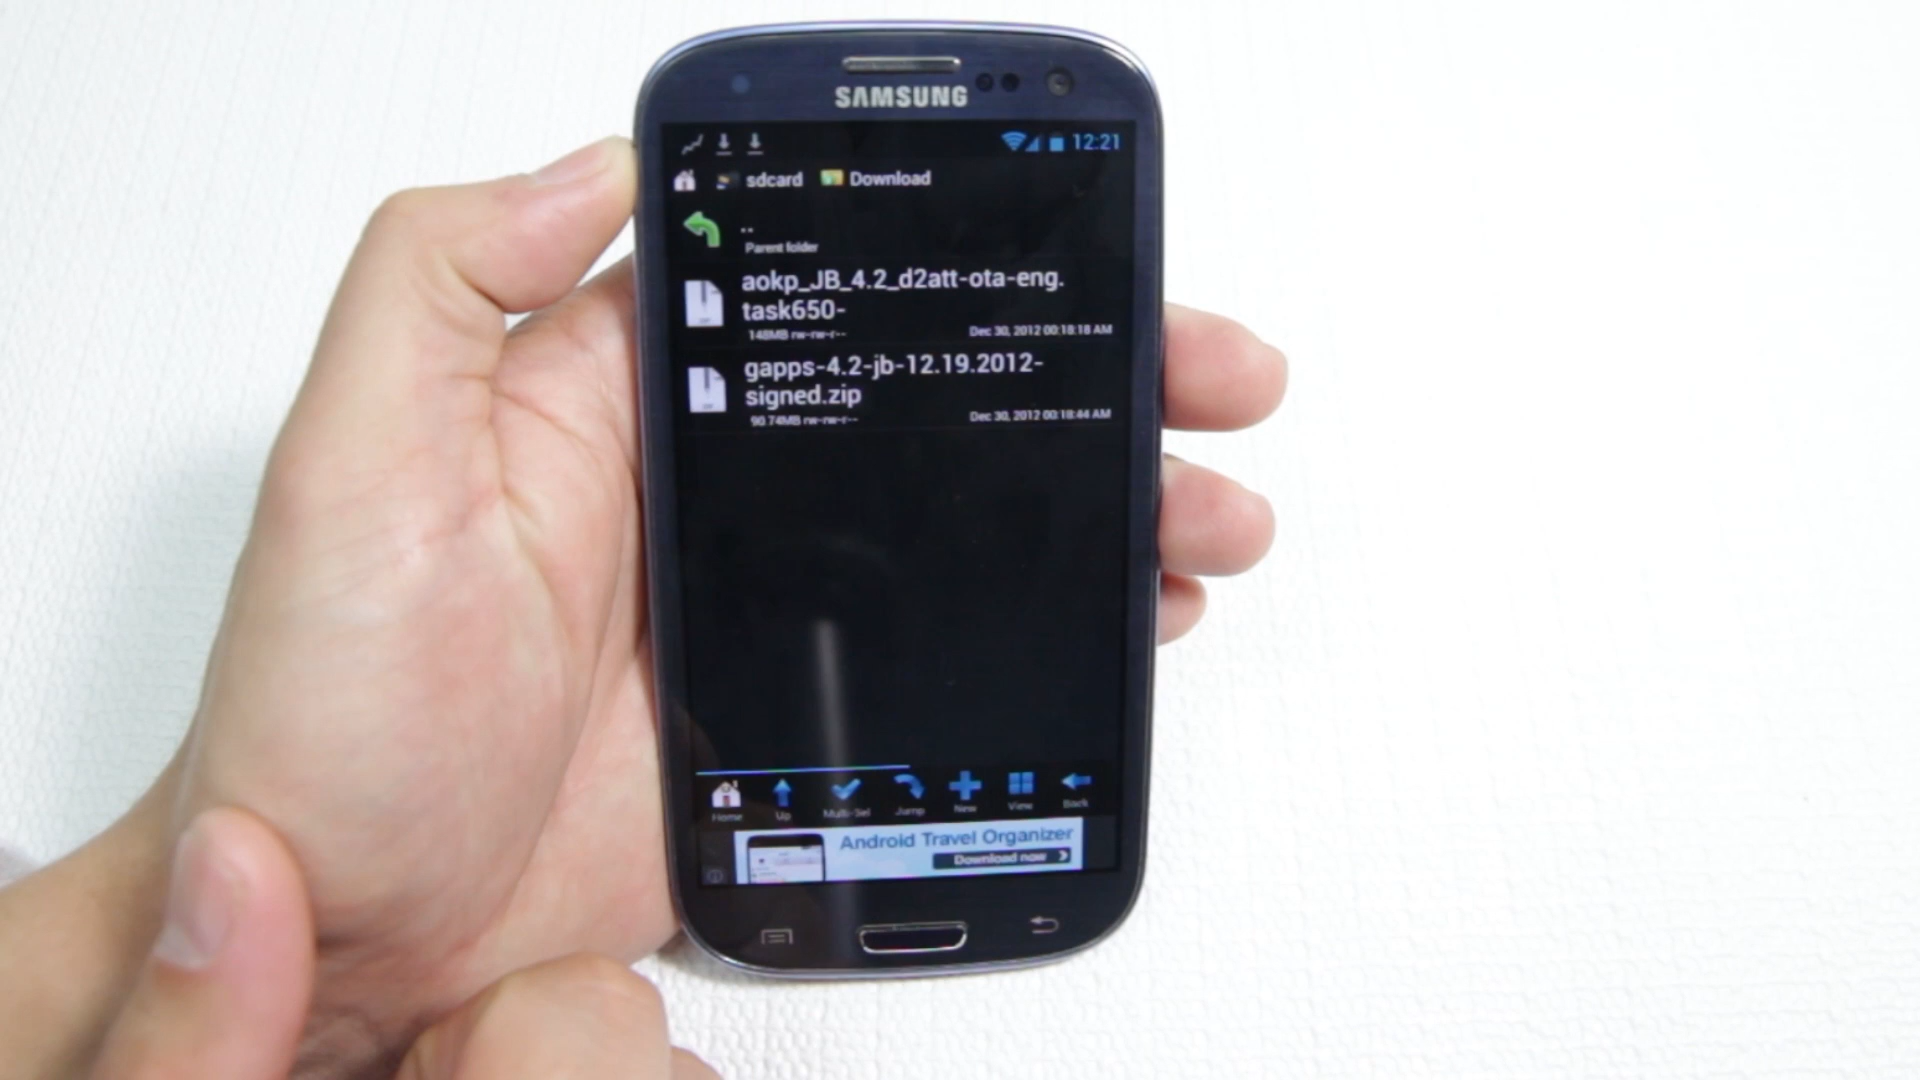 SAMSUNG
12:21
sdcard Download
..
Parent folder
aokp_JB_4.2_d2att-ota-eng.
task650-
148MB rw-rw-r-- Dec 30, 2012 00:18:18 AM
gapps-4.2-jb-12.19.2012-
signed.zip
90.74MB rw-rw-r-- Dec 30, 2012 00:18:44 AM
Home Up Multi-Sel Jump New View Back
Android Travel Organizer
Download now